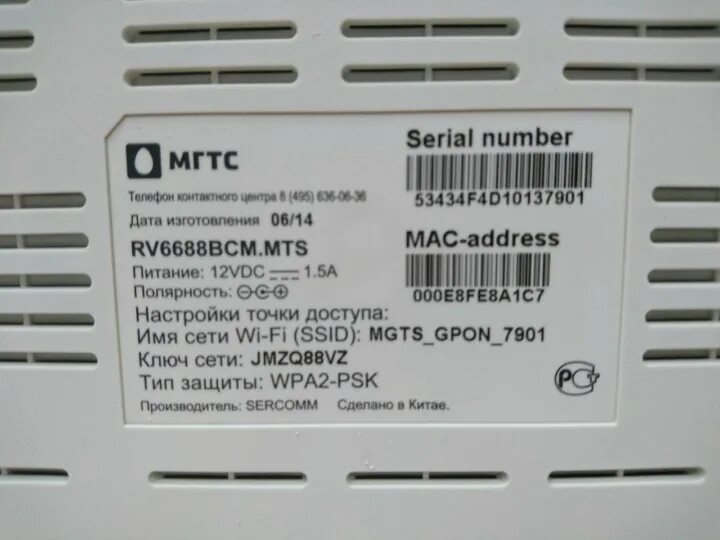 МГТС
Телефон контактного центра 8 (495) 636-06-36
Дата изготовления 06/14
RV6688BCM.MTS
Питание: 12VDC 1.5A
Полярность:
Serial number
53434F4D10137901
MAC-address
000E8FE8A1C7
Настройки точки доступа:
Имя сети Wi-Fi (SSID): MGTS_GPON_7901
Ключ сети: JMZQ88VZ
Тип защиты: WPA2-PSK
Производитель: SERCOMM Сделано в Китае.
РСТ